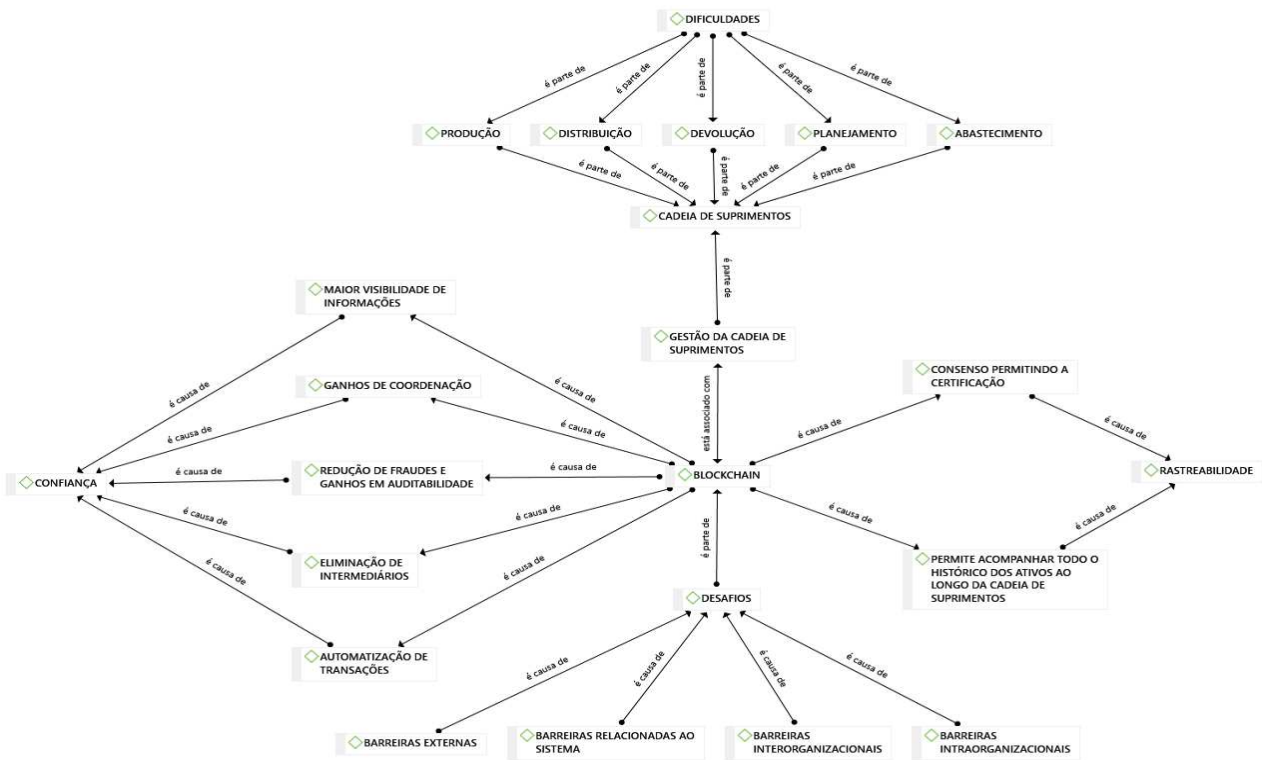 DIFICULDADES
é parte de
é parte de
é parte de
é parte de
é parte de
PRODUÇÃO
DISTRIBUIÇÃO
DEVOLUÇÃO
PLANEJAMENTO
ABASTECIMENTO
é parte de
é parte de
é parte de
é parte de
é parte de
CADEIA DE SUPRIMENTOS
é parte de
MAIOR VISIBILIDADE DE
INFORMAÇÕES
GESTÃO DA CADEIA DE
SUPRIMENTOS
é causa de
é causa de
GANHOS DE COORDENAÇÃO
está associado com
CONSENSO PERMITINDO A
CERTIFICAÇÃO
é causa de
é causa de
é causa de
é causa de
CONFIANÇA
é causa de
REDUÇÃO DE FRAUDES E
GANHOS EM AUDITABILIDADE
é causa de
BLOCKCHAIN
RASTREABILIDADE
é causa de
é causa de
é parte de
é causa de
é causa de
ELIMINAÇÃO DE
INTERMEDIÁRIOS
é causa de
é causa de
PERMITE ACOMPANHAR TODO O
HISTÓRICO DOS ATIVOS AO
LONGO DA CADEIA DE
SUPRIMENTOS
DESAFIOS
AUTOMATIZAÇÃO DE
TRANSAÇÕES
é causa de
é causa de
é causa de
é causa de
BARREIRAS EXTERNAS
BARREIRAS RELACIONADAS AO
SISTEMA
BARREIRAS
INTERORGANIZACIONAIS
BARREIRAS
INTRAORGANIZACIONAIS